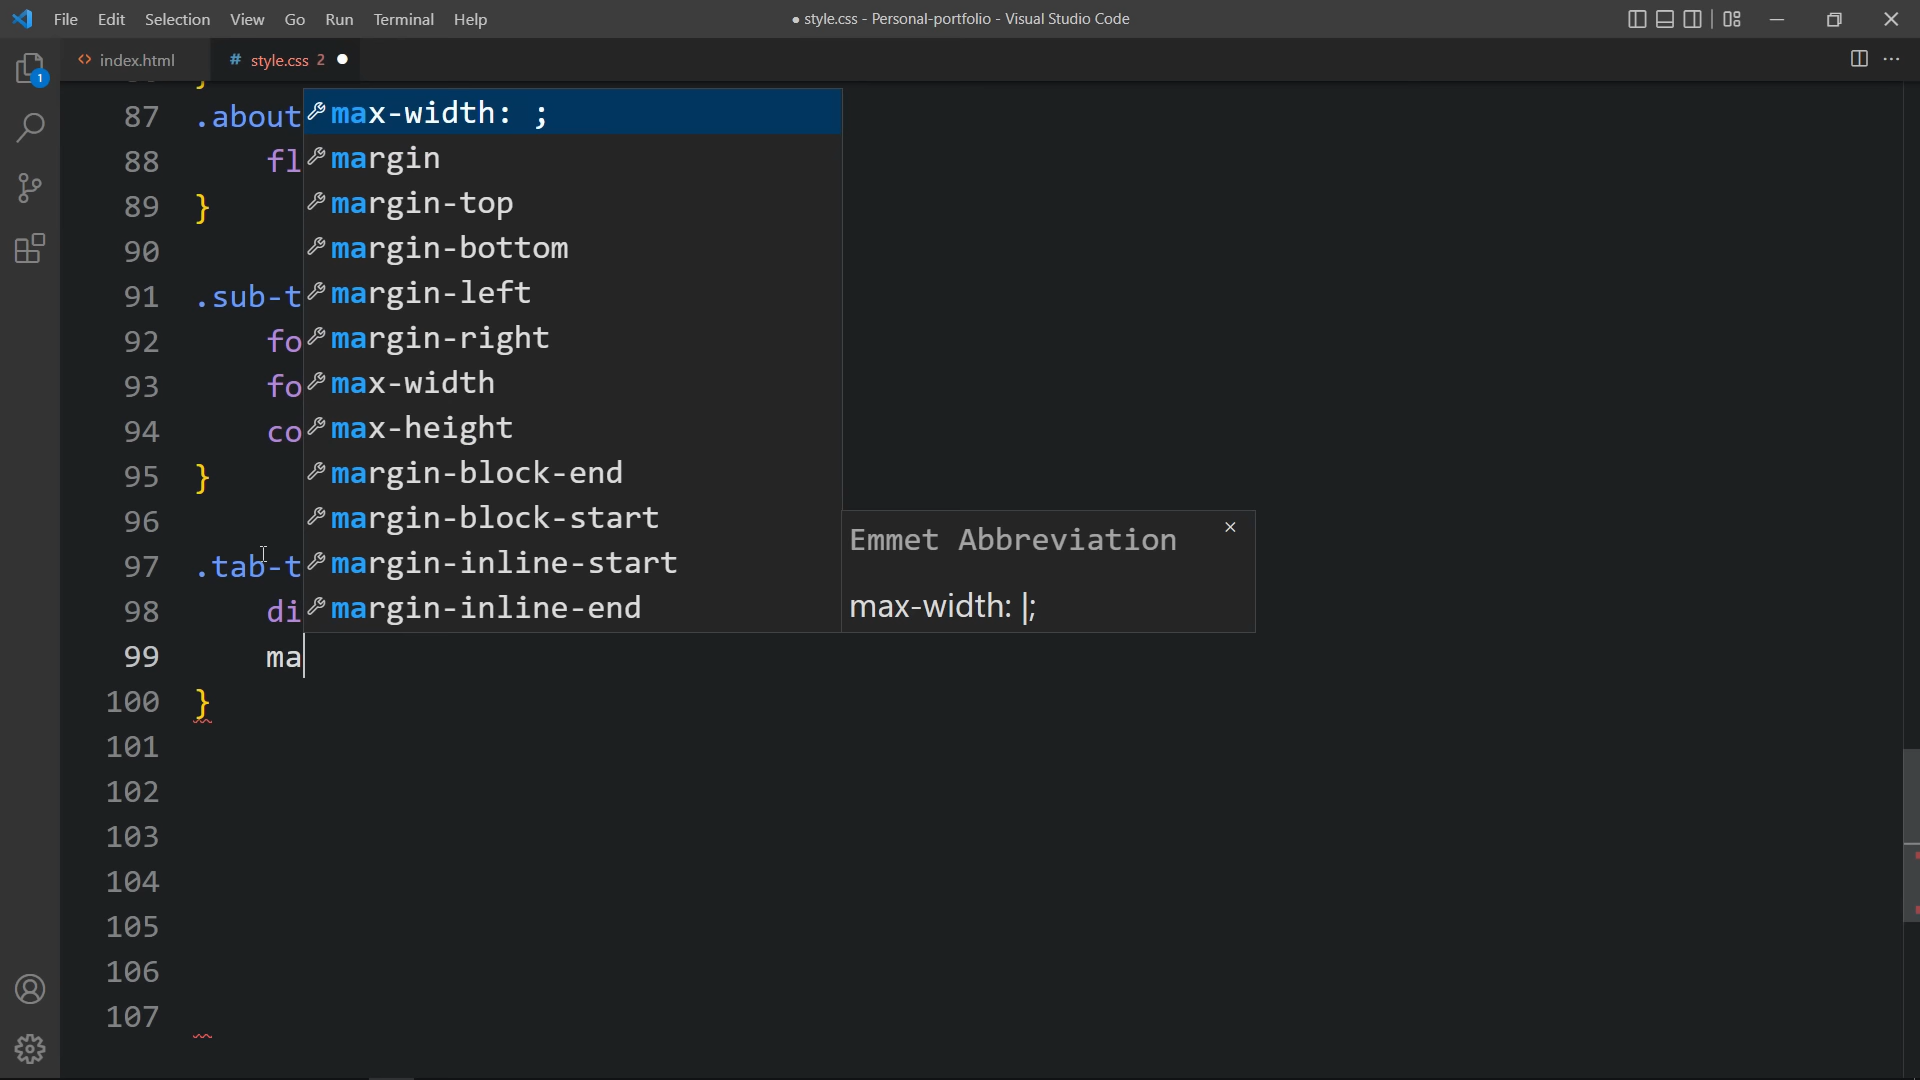 File Edit Selection View Go Run Terminal Help
● style.css - Personal-portfolio - Visual Studio Code
<> index.html
# style.css 2 ●
1
87 .about
88 fl
89 }
90
91 .sub-t
92 fo
93 fo
94 co
95 }
96
97 .tab-t
98 di
99 ma
100 }
101
102
103
104
105
106
107
max-width: ;
margin
margin-top
margin-bottom
margin-left
margin-right
max-width
max-height
margin-block-end
margin-block-start
margin-inline-start
margin-inline-end
Emmet Abbreviation
max-width: |;